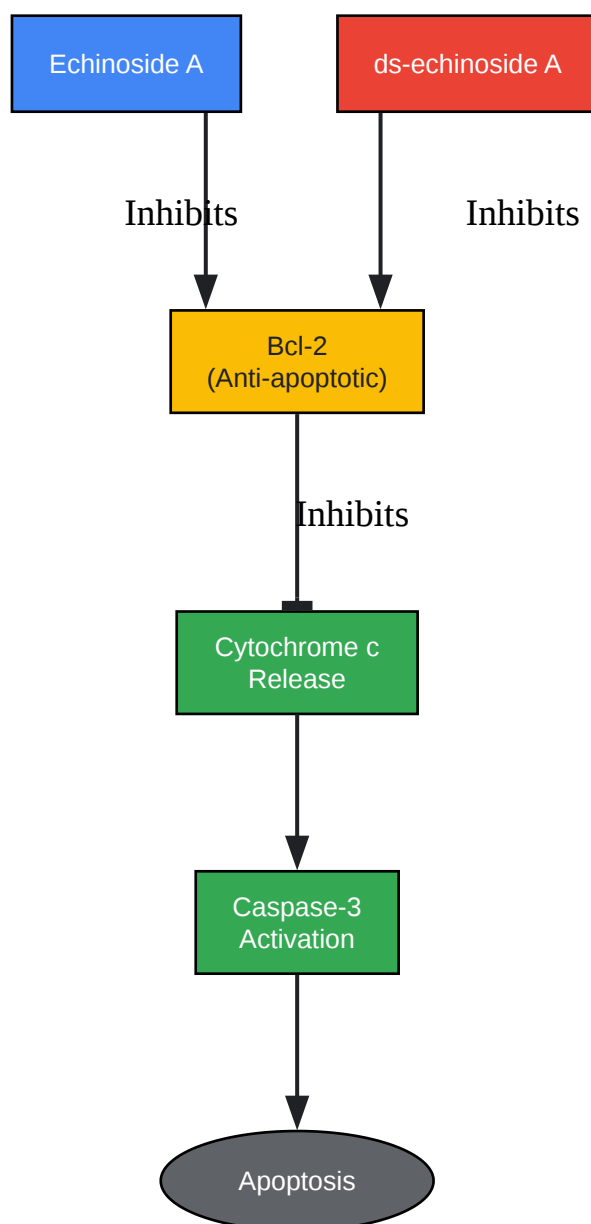 Echinoside A
ds-echinoside A
Inhibits
Inhibits
Bcl-2
(Anti-apoptotic)
Inhibits
Cytochrome c
Release
Caspase-3
Activation
Apoptosis